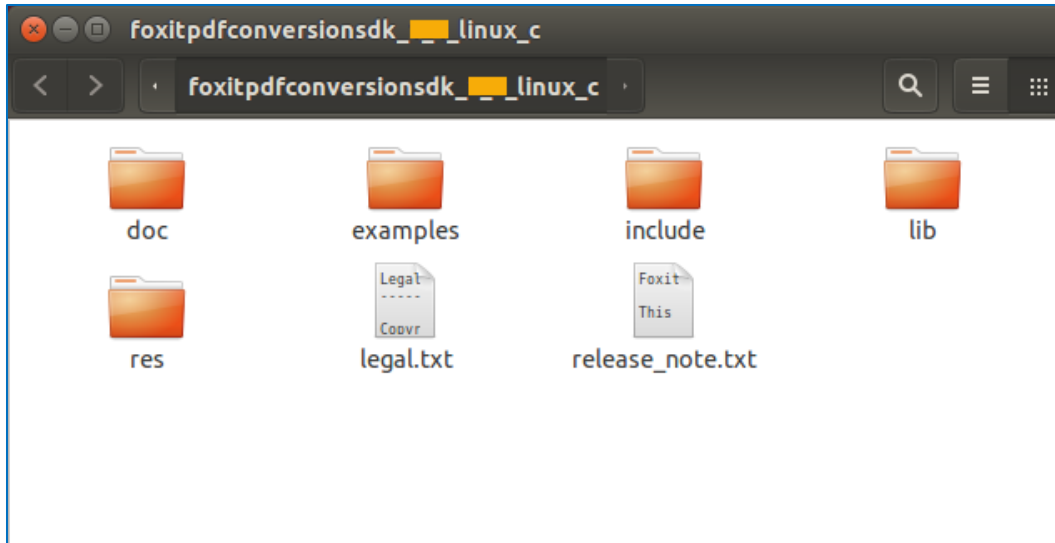 foxitpdfconversionsdk_ _ _linux_c
foxitpdfconversionsdk_ _ _linux_c
doc
examples
include
lib
Legal
-----
Copyr
Foxit
This
res
legal.txt
release_note.txt